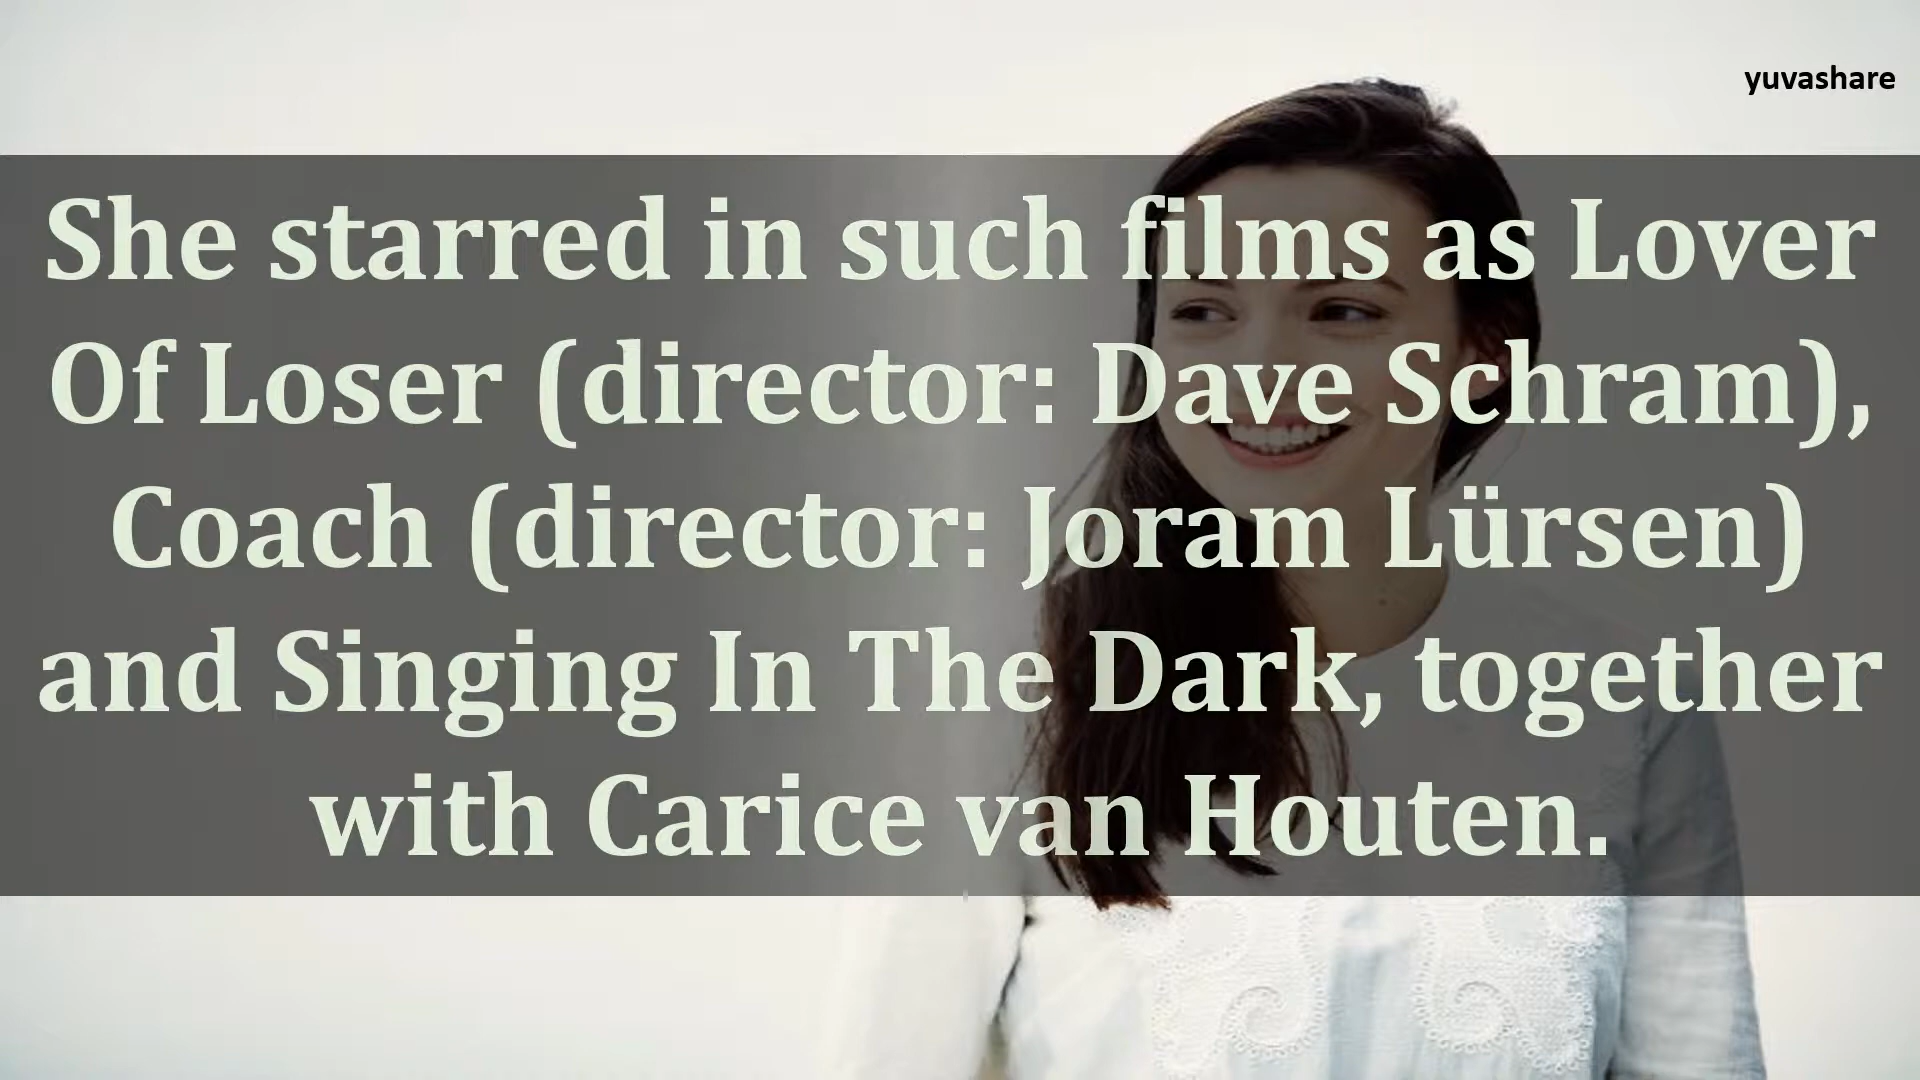 yuvashare
She starred in such films as Lover
Of Loser (director: Dave Schram),
Coach (director: Joram Lürsen)
and Singing In The Dark, together
with Carice van Houten.